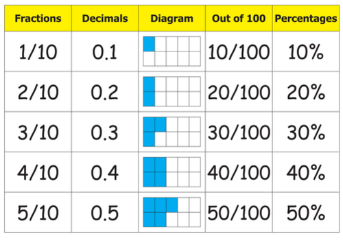 Fractions Decimals Diagram Out of 100 Percentages
1/10 0.1 10/100 10%
2/10 0.2 20/100 20%
3/10 0.3 30/100 30%
4/10 0.4 40/100 40%
5/10 0.5 50/100 50%